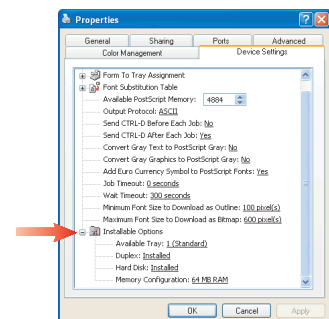 Properties
General
Sharing
Ports
Advanced
Color Management
Device Settings
Form To Tray Assignment
Font Substitution Table
Available PostScript Memory: 4884
Output Protocol: ASCII
Send CTRL-D Before Each Job: No
Send CTRL-D After Each Job: Yes
Convert Gray Text to PostScript Gray: No
Convert Gray Graphics to PostScript Gray: No
Add Euro Currency Symbol to PostScript Fonts: Yes
Job Timeout: 0 seconds
Wait Timeout: 300 seconds
Minimum Font Size to Download as Outline: 100 pixel(s)
Maximum Font Size to Download as Bitmap: 600 pixel(s)
Installable Options
Available Tray: 1 (Standard)
Duplex: Installed
Hard Disk: Installed
Memory Configuration: 64 MB RAM
OK
Cancel
Apply